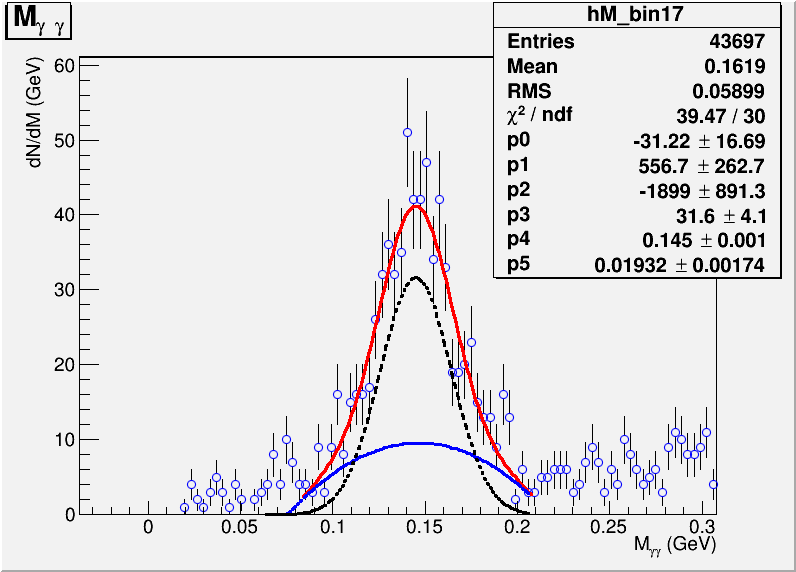 Mγ γ
hM_bin17
Entries 43697
Mean 0.1619
RMS 0.05899
χ² / ndf 39.47 / 30
p0 -31.22 ± 16.69
p1 556.7 ± 262.7
p2 -1899 ± 891.3
p3 31.6 ± 4.1
p4 0.145 ± 0.001
p5 0.01932 ± 0.00174
dN/dM (GeV)
60
50
40
30
20
10
0
0 0.05 0.1 0.15 0.2 0.25 0.3
Mγγ (GeV)